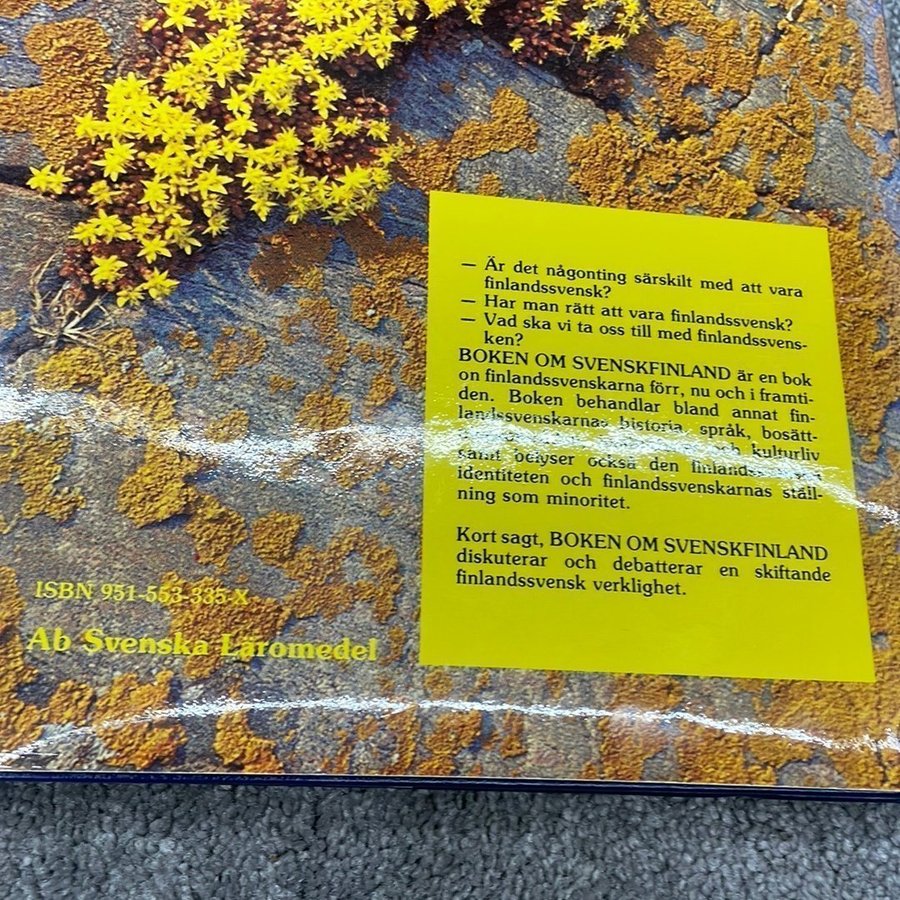 — Är det någonting särskilt med att vara
finlandssvensk?
— Har man rätt att vara finlandssvensk?
— Vad ska vi ta oss till med finlandssvens-
ken?
BOKEN OM SVENSKFINLAND är en bok
on finlandssvenskarna förr, nu och i framti-
den. Boken behandlar bland annat fin-
landssvenskarnas historia, språk, bosätt-
och kulturliv
samt belyser också den
identiteten och finlandssvenskarnas ställ-
ning som minoritet.
Kort sagt, BOKEN OM SVENSKFINLAND
diskuterar och debatterar en skiftande
finlandssvensk verklighet.
ISBN 951-553-335-X
Ab Svenska Läromedel